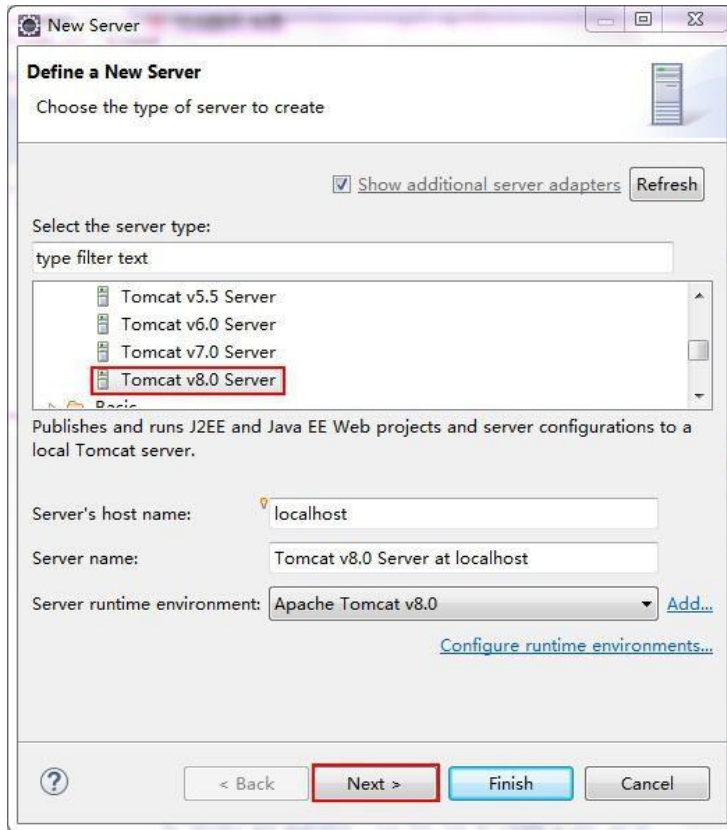 New Server
Define a New Server
Choose the type of server to create
Show additional server adapters Refresh
Select the server type:
type filter text
Tomcat v5.5 Server
Tomcat v6.0 Server
Tomcat v7.0 Server
Tomcat v8.0 Server
Basic
Publishes and runs J2EE and Java EE Web projects and server configurations to a
local Tomcat server.
Server's host name: localhost
Server name: Tomcat v8.0 Server at localhost
Server runtime environment: Apache Tomcat v8.0 Add...
Configure runtime environments...
? < Back Next > Finish Cancel